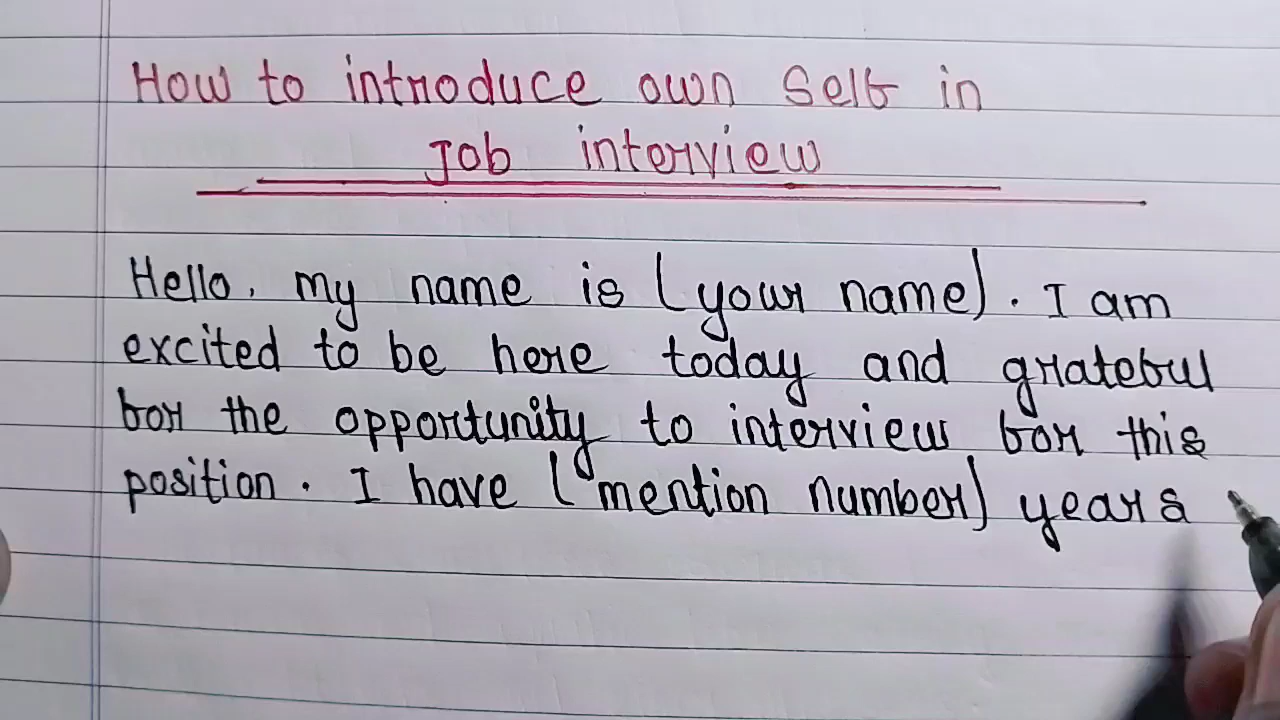 How to introduce own Self in
Job interview
Hello, my name is (your name). I am
excited to be here today and grateful
for the opportunity to interview for this
position. I have (mention number) years